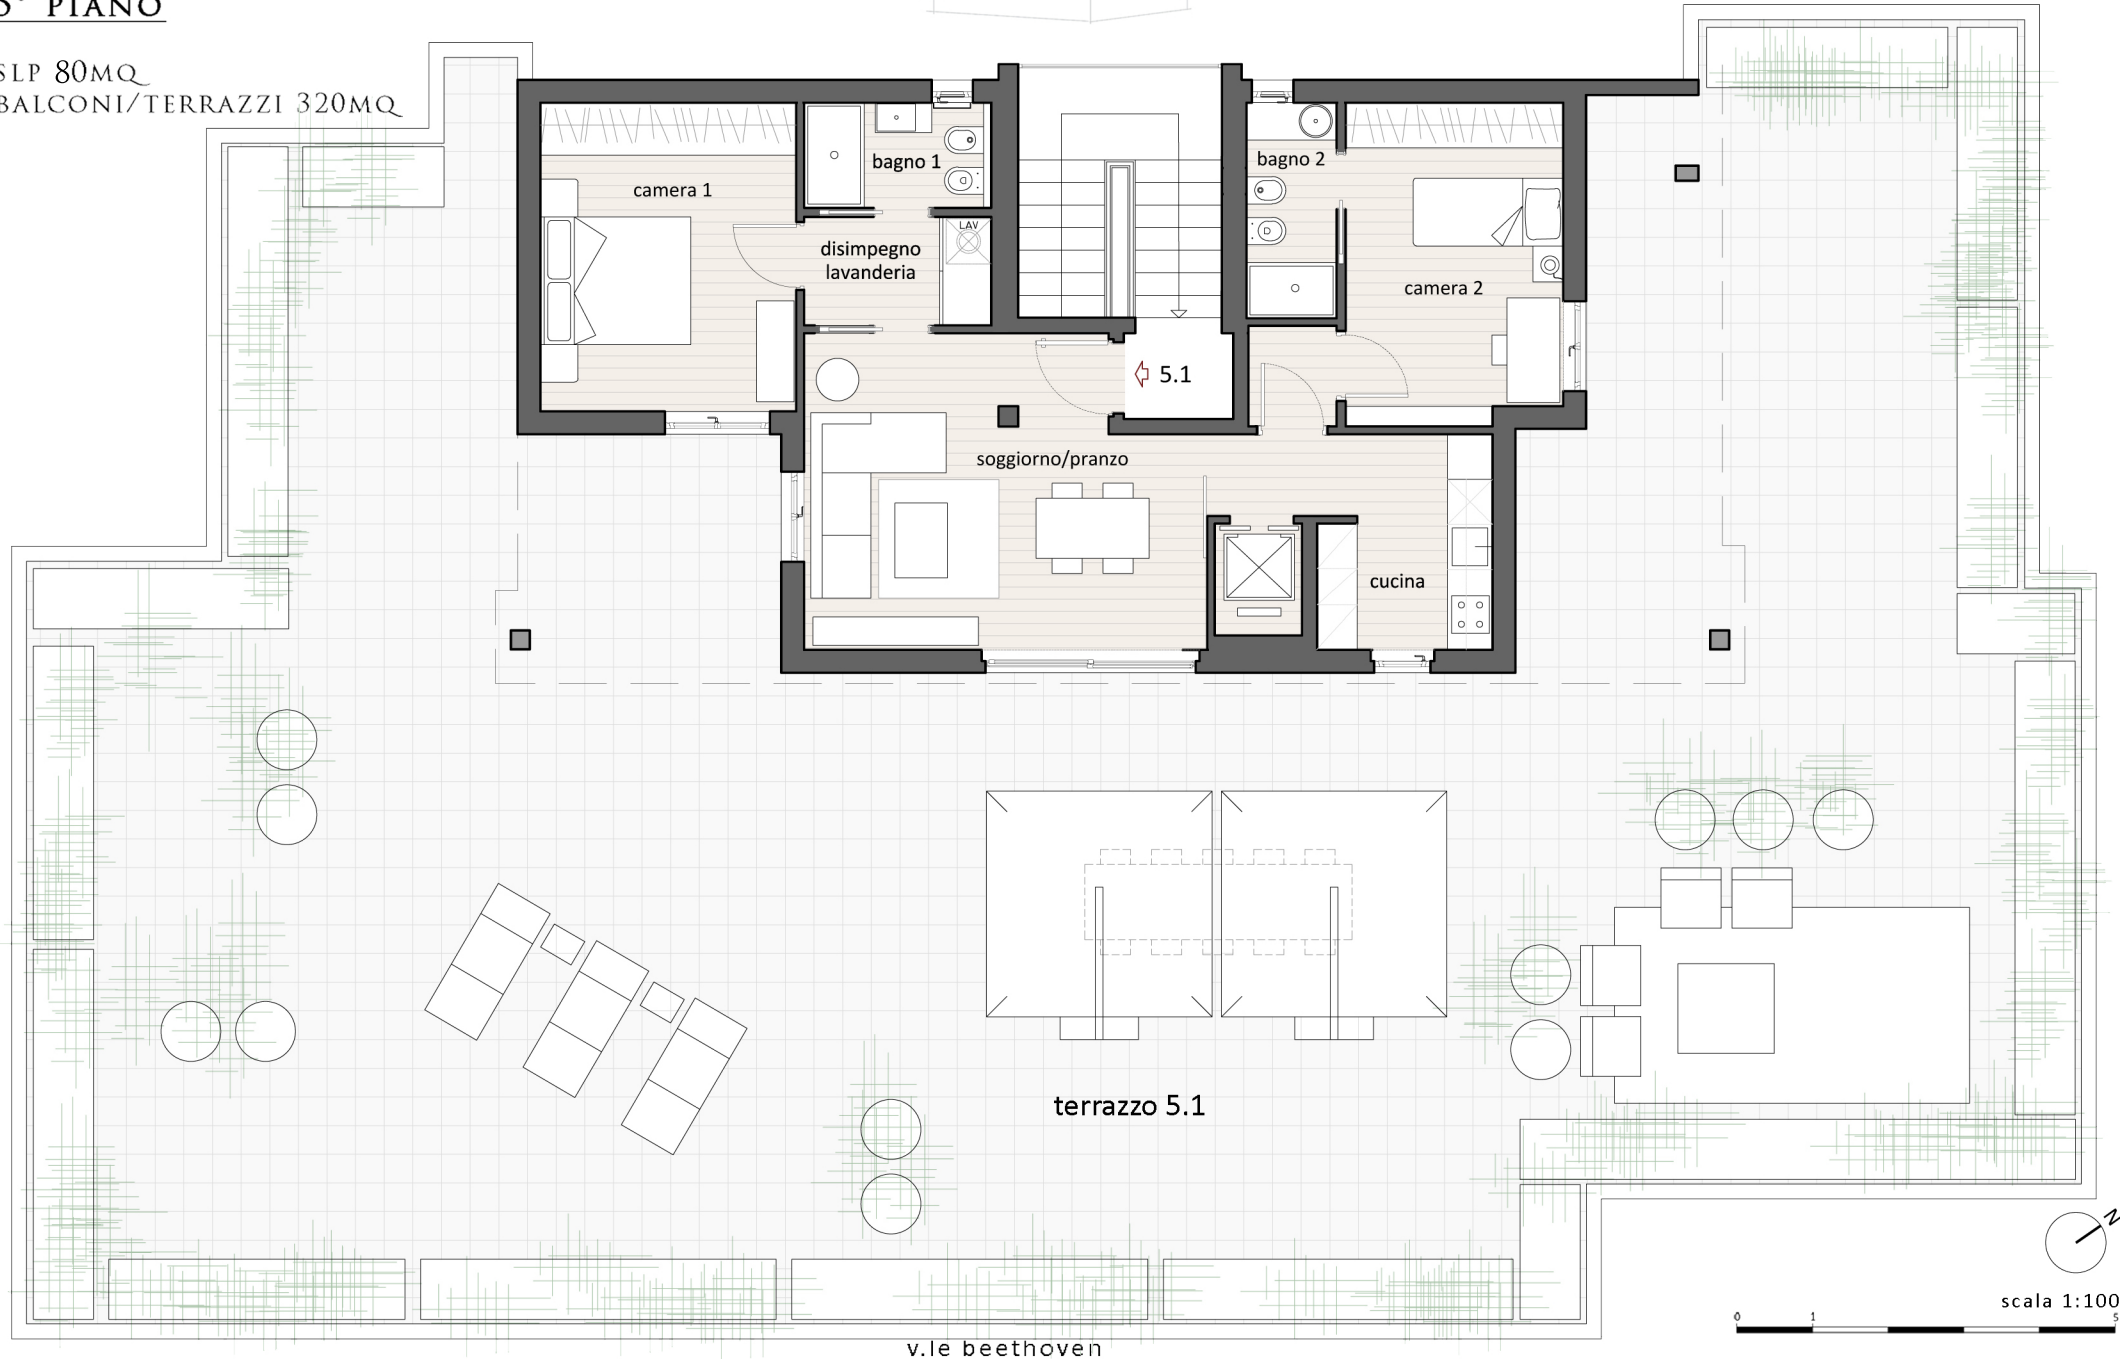 5° PIANO
SLP 80MQ
BALCONI/TERRAZZI 320MQ
bagno 1
bagno 2
camera 1
LAV
disimpegno
lavanderia
camera 2
5.1
soggiorno/pranzo
cucina
terrazzo 5.1
N
scala 1:100
0 1 5
v.le beethoven